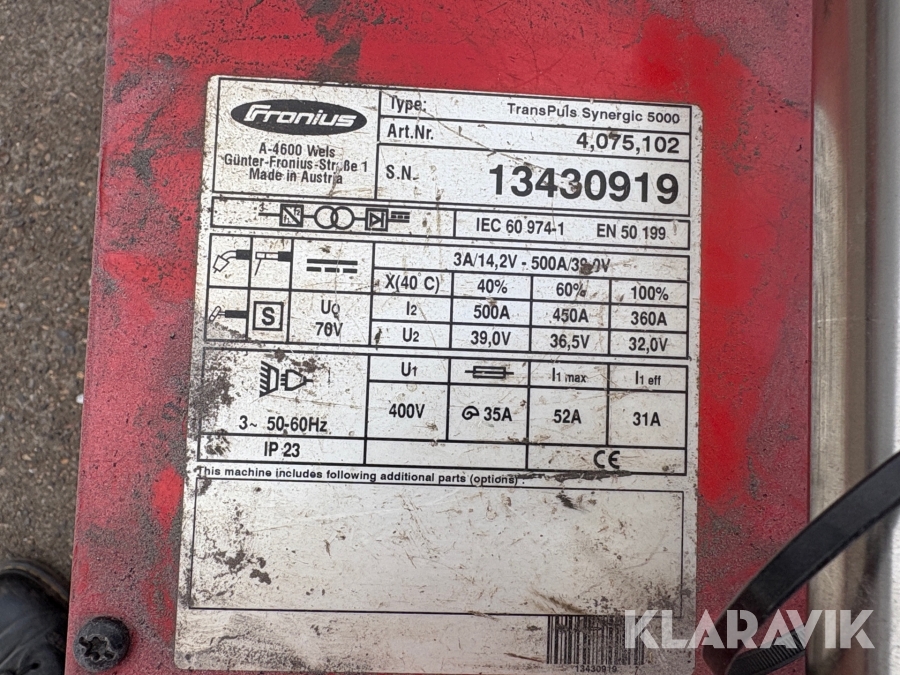 Fronius
A-4600 Wels
Günter-Fronius-Straße 1
Made in Austria
Type: TransPuls Synergic 5000
Art.Nr. 4,075,102
S.N. 13430919
IEC 60 974-1 EN 50 199
3A/14,2V - 500A/39,0V
X(40°C) 40% 60% 100%
S
U0
70V
I2 500A 450A 360A
U2 39,0V 36,5V 32,0V
U1 I1 max I1 eff
400V 35A 52A 31A
3~ 50-60Hz
IP 23 CE
This machine includes following additional parts (options) :
13430919
KLARAVIK